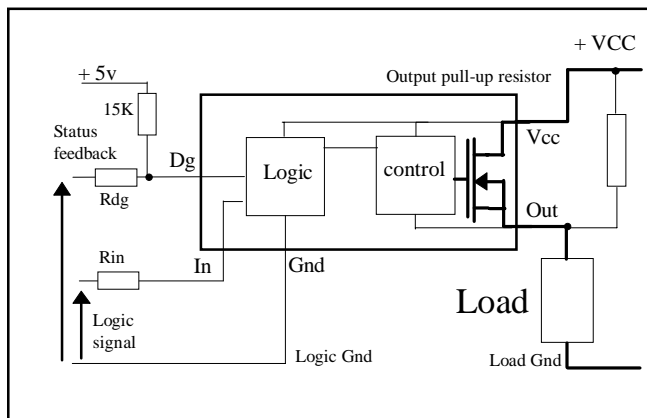 + VCC
+ 5v
Output pull-up resistor
15K
Status
feedback
Dg
Vcc
Logic
control
Rdg
Out
Rin
In
Gnd
Load
Logic
signal
Logic Gnd
Load Gnd